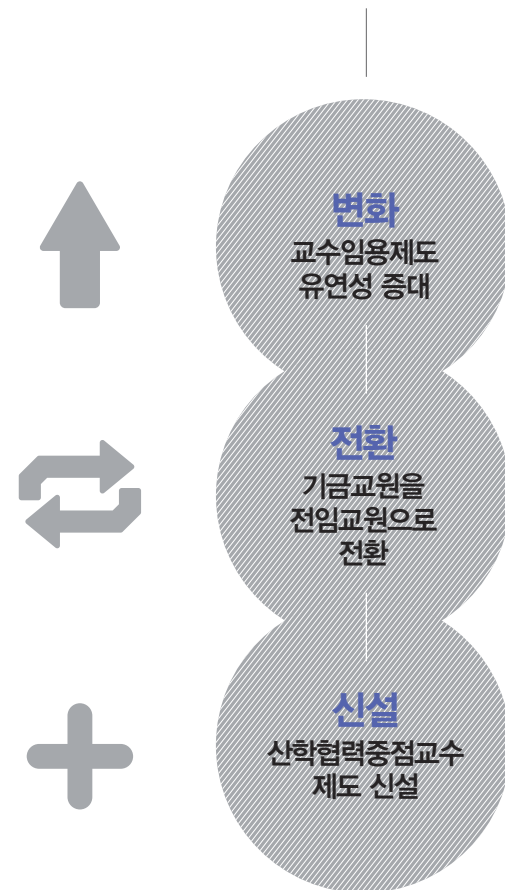 변화
교수임용제도
유연성 증대
전환
기금교원을
전임교원으로
전환
신설
산학협력중점교수
제도 신설